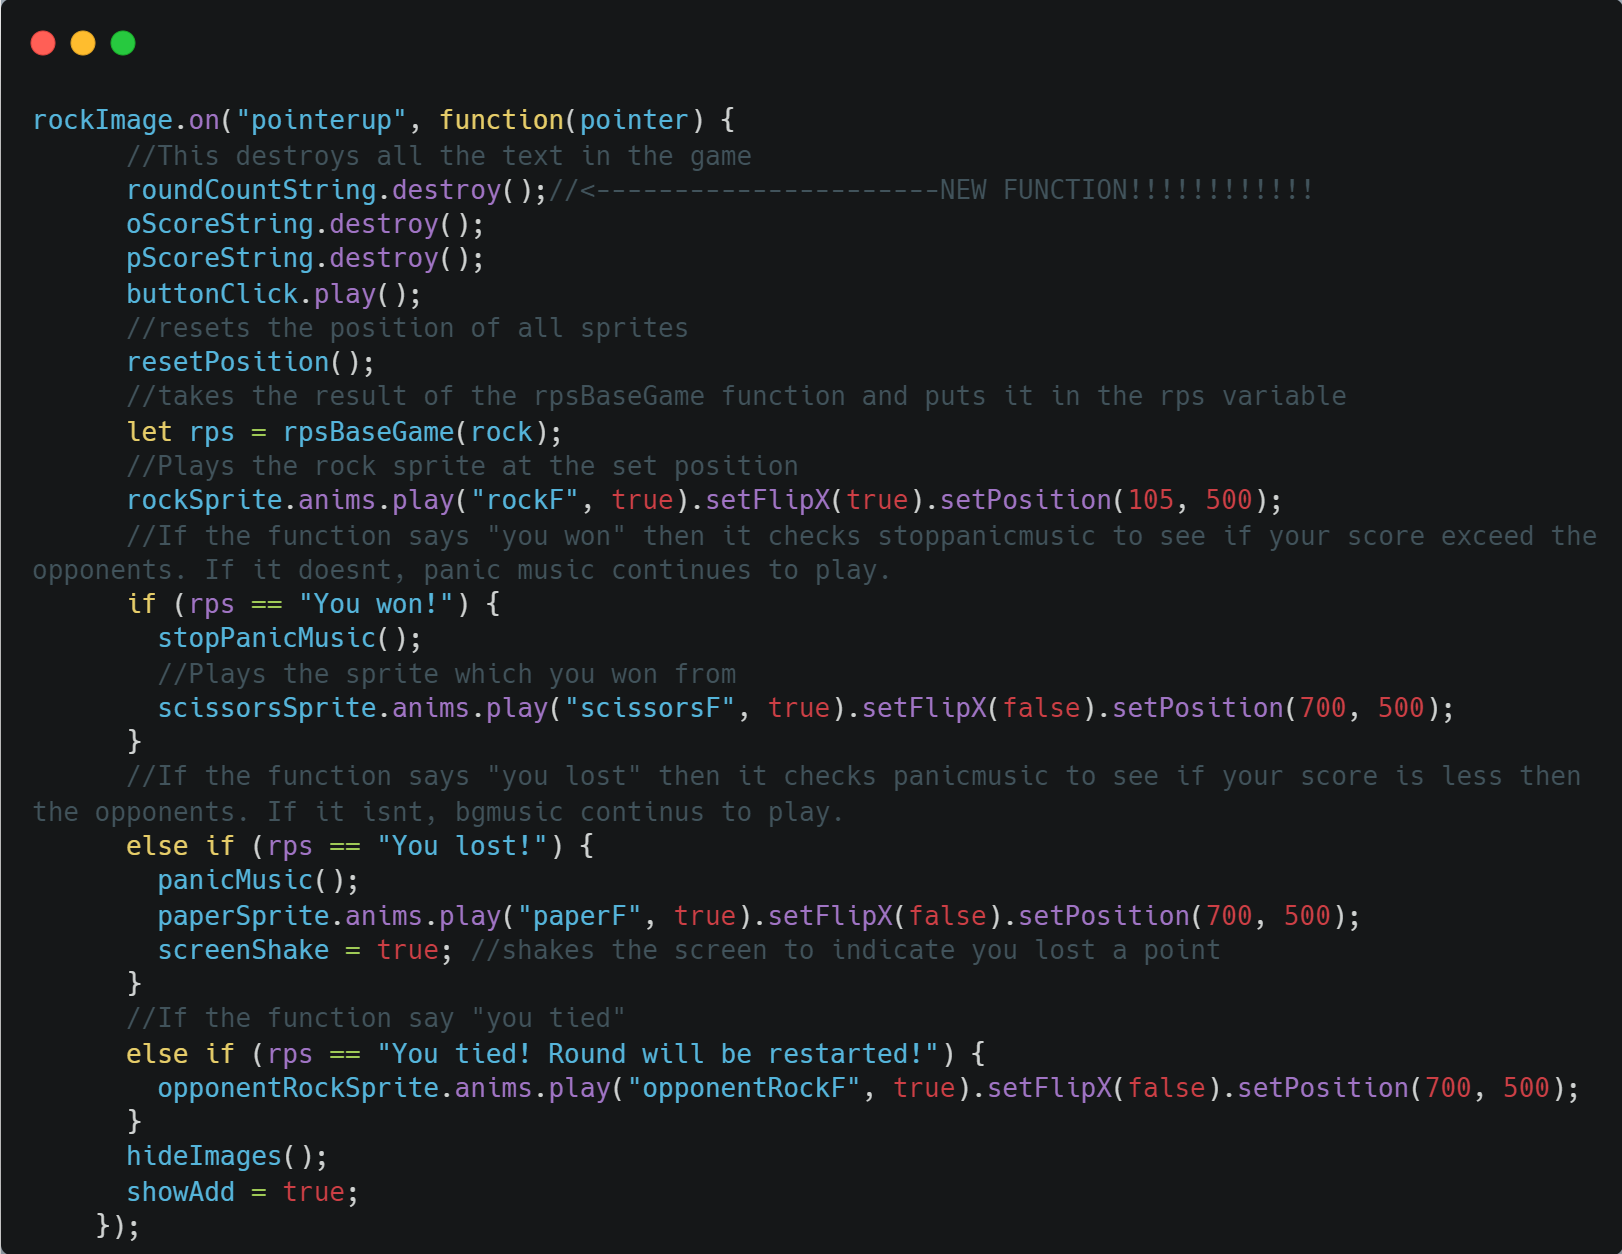 rockImage.on("pointerup", function(pointer) {
      //This destroys all the text in the game
      roundCountString.destroy();//<----------------------NEW FUNCTION!!!!!!!!!!!!
      oScoreString.destroy();
      pScoreString.destroy();
      buttonClick.play();
      //resets the position of all sprites
      resetPosition();
      //takes the result of the rpsBaseGame function and puts it in the rps variable
      let rps = rpsBaseGame(rock);
      //Plays the rock sprite at the set position
      rockSprite.anims.play("rockF", true).setFlipX(true).setPosition(105, 500);
      //If the function says "you won" then it checks stoppanicmusic to see if your score exceed the
opponents. If it doesnt, panic music continues to play.
      if (rps == "You won!") {
        stopPanicMusic();
        //Plays the sprite which you won from
        scissorsSprite.anims.play("scissorsF", true).setFlipX(false).setPosition(700, 500);
      }
      //If the function says "you lost" then it checks panicmusic to see if your score is less then
the opponents. If it isnt, bgmusic continus to play.
      else if (rps == "You lost!") {
        panicMusic();
        paperSprite.anims.play("paperF", true).setFlipX(false).setPosition(700, 500);
        screenShake = true; //shakes the screen to indicate you lost a point
      }
      //If the function say "you tied"
      else if (rps == "You tied! Round will be restarted!") {
        opponentRockSprite.anims.play("opponentRockF", true).setFlipX(false).setPosition(700, 500);
      }
      hideImages();
      showAdd = true;
    });